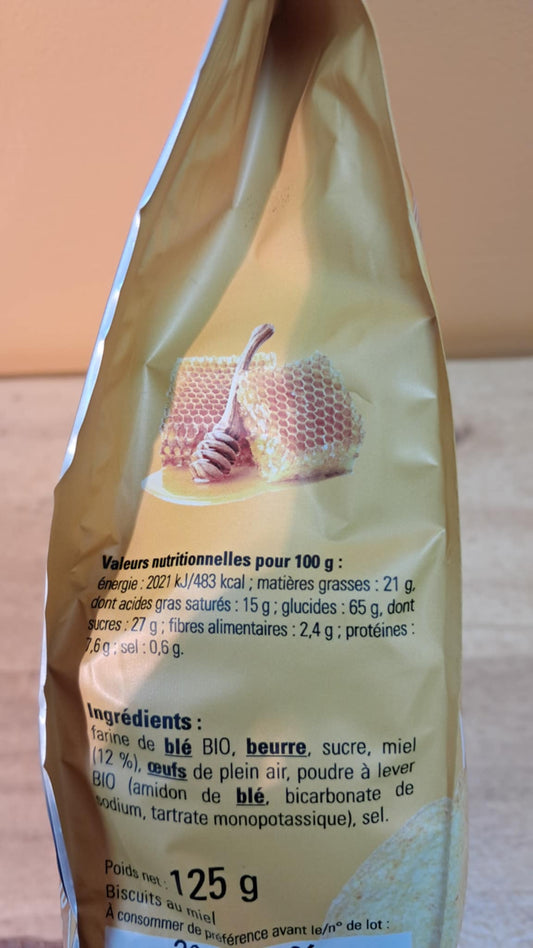 Valeurs nutritionnelles pour 100 g :
énergie : 2021 kJ/483 kcal ; matières grasses : 21 g,
dont acides gras saturés : 15 g ; glucides : 65 g, dont
sucres : 27 g ; fibres alimentaires : 2,4 g ; protéines :
7,6 g ; sel : 0,6 g.
Ingrédients :
farine de blé BIO, beurre, sucre, miel
(12 %), œufs de plein air, poudre à lever
BIO (amidon de blé, bicarbonate de
sodium, tartrate monopotassique), sel.
Poids net : 125 g
Biscuits au miel
À consommer de préférence avant le/n° de lot :